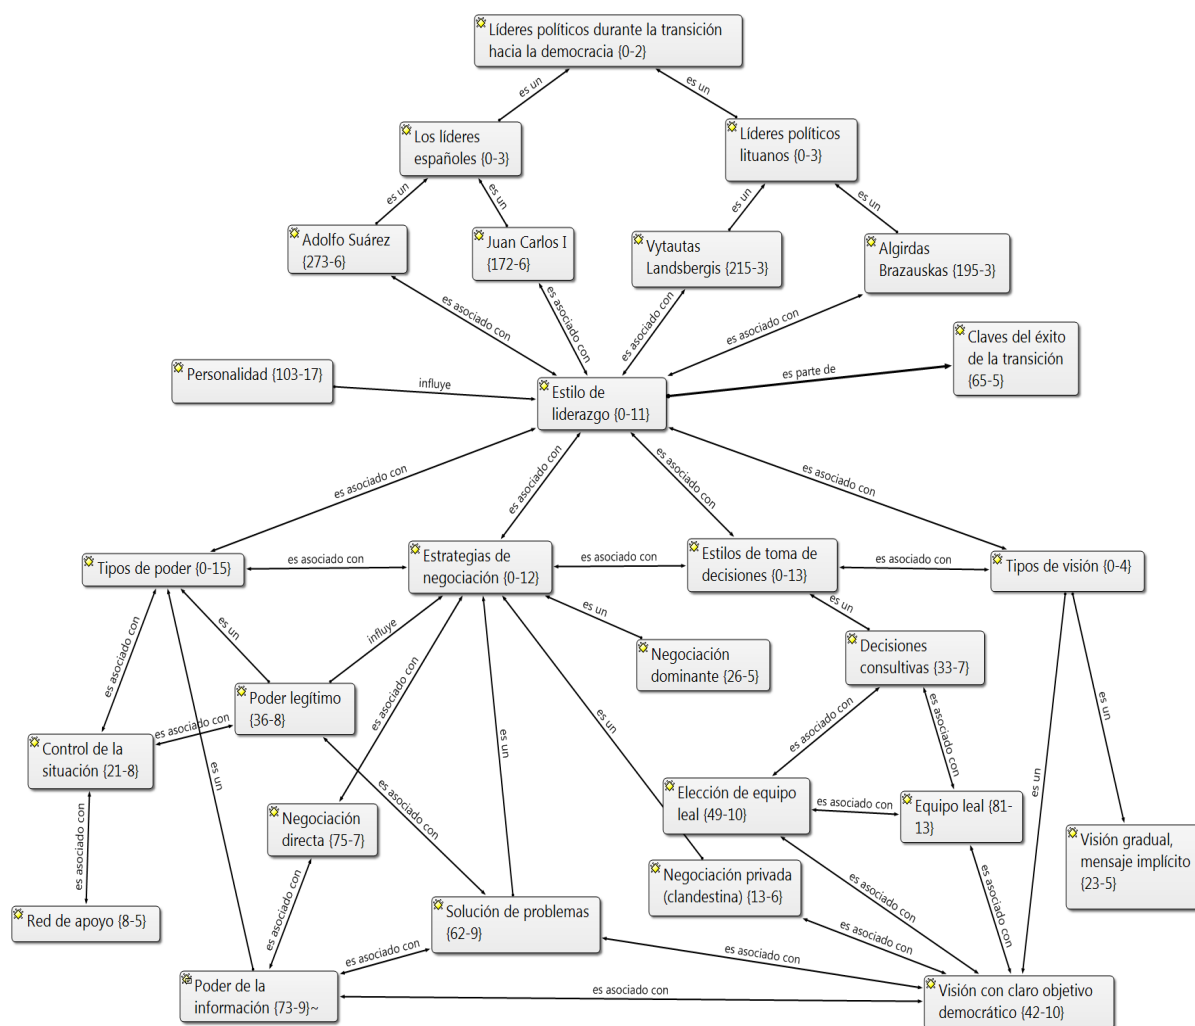 Líderes políticos durante la transición
hacia la democracia {0-2}
es un
es un
Los líderes
españoles {0-3}
Líderes políticos
lituanos {0-3}
es un
es un
es un
es un
Adolfo Suárez
{273-6}
Juan Carlos I
{172-6}
Vytautas
Landsbergis {215-3}
Algirdas
Brazauskas {195-3}
es asociado con
es asociado con
es asociado con
es asociado con
Claves del éxito
de la transición
{65-5}
Personalidad {103-17}
influye
es parte de
Estilo de
liderazgo {0-11}
es asociado con
es asociado con
es asociado con
es asociado con
Tipos de poder {0-15}
es asociado con
Estrategias de
negociación {0-12}
es asociado con
Estilos de toma de
decisiones {0-13}
es asociado con
Tipos de visión {0-4}
es asociado con
es un
influye
es asociado con
es un
es un
Negociación
dominante {26-5}
Decisiones
consultivas {33-7}
Poder legítimo
{36-8}
es asociado con
Control de la
situación {21-8}
es un
es asociado con
es un
es un
es asociado con
es asociado con
es un
es un
Elección de equipo
leal {49-10}
es asociado con
Equipo leal {81-
13}
Negociación
directa {75-7}
es asociado con
Visión gradual,
mensaje implícito
{23-5}
Negociación privada
(clandestina) {13-6}
es asociado con
es asociado con
Red de apoyo {8-5}
es asociado con
Solución de problemas
{62-9}
es asociado con
es asociado con
es asociado con
Poder de la
información {73-9}~
es asociado con
Visión con claro objetivo
democrático {42-10}